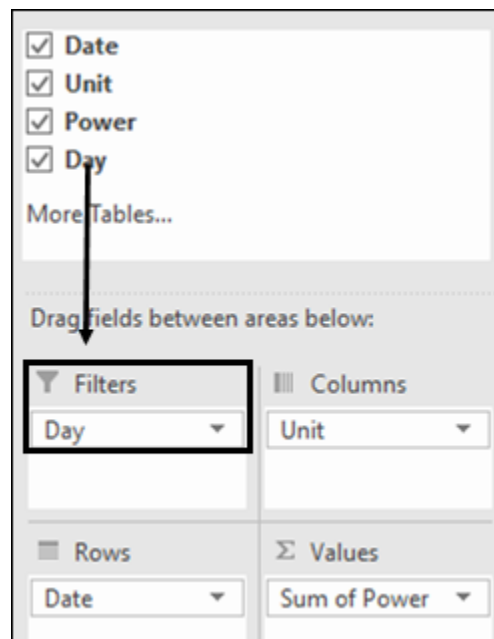 Date
Unit
Power
Day
More Tables...
Drag fields between areas below:
Filters
Columns
Day
Unit
Rows
Σ Values
Date
Sum of Power